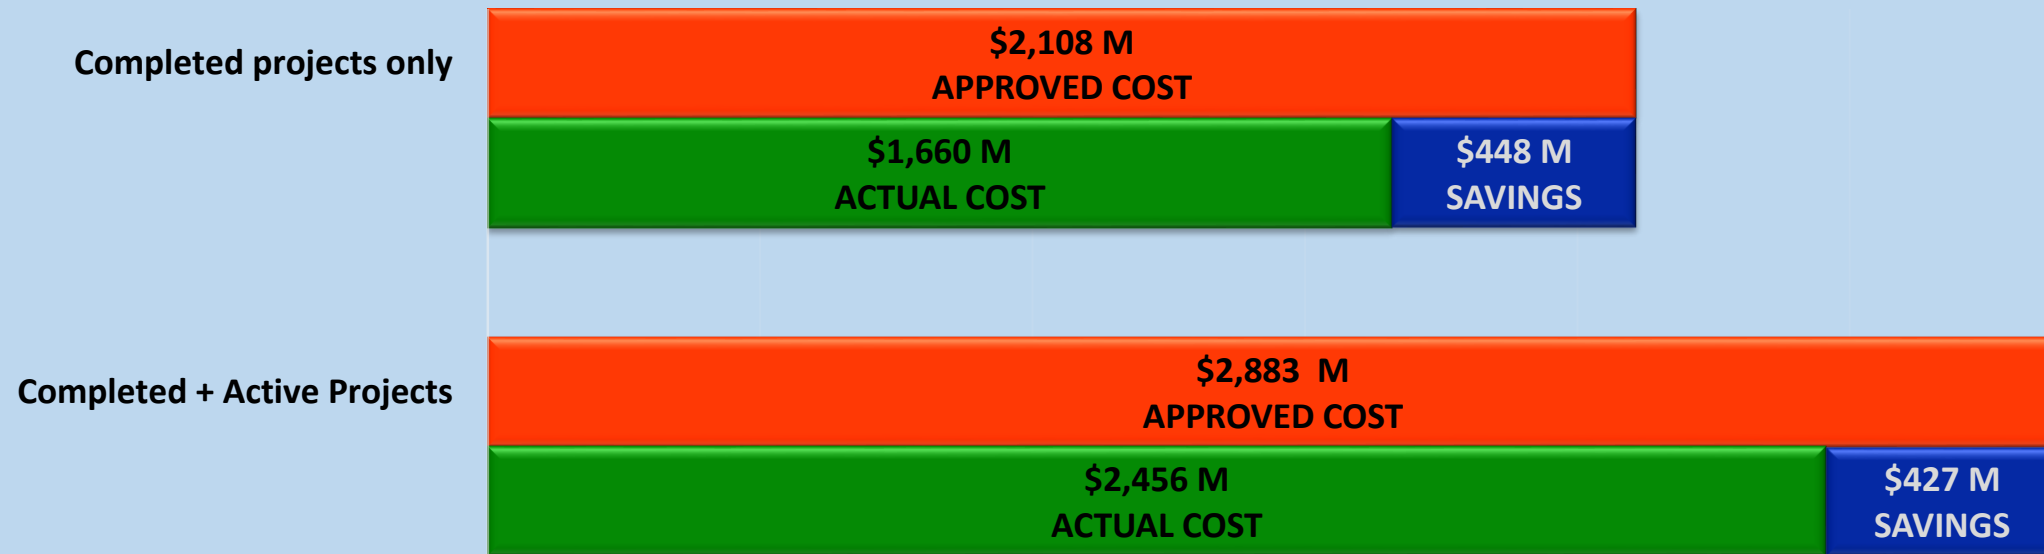 Completed projects only
$2,108 M
APPROVED COST
$1,660 M
ACTUAL COST
$448 M
SAVINGS
Completed + Active Projects
$2,883  M
APPROVED COST
$2,456 M
ACTUAL COST
$427 M
SAVINGS